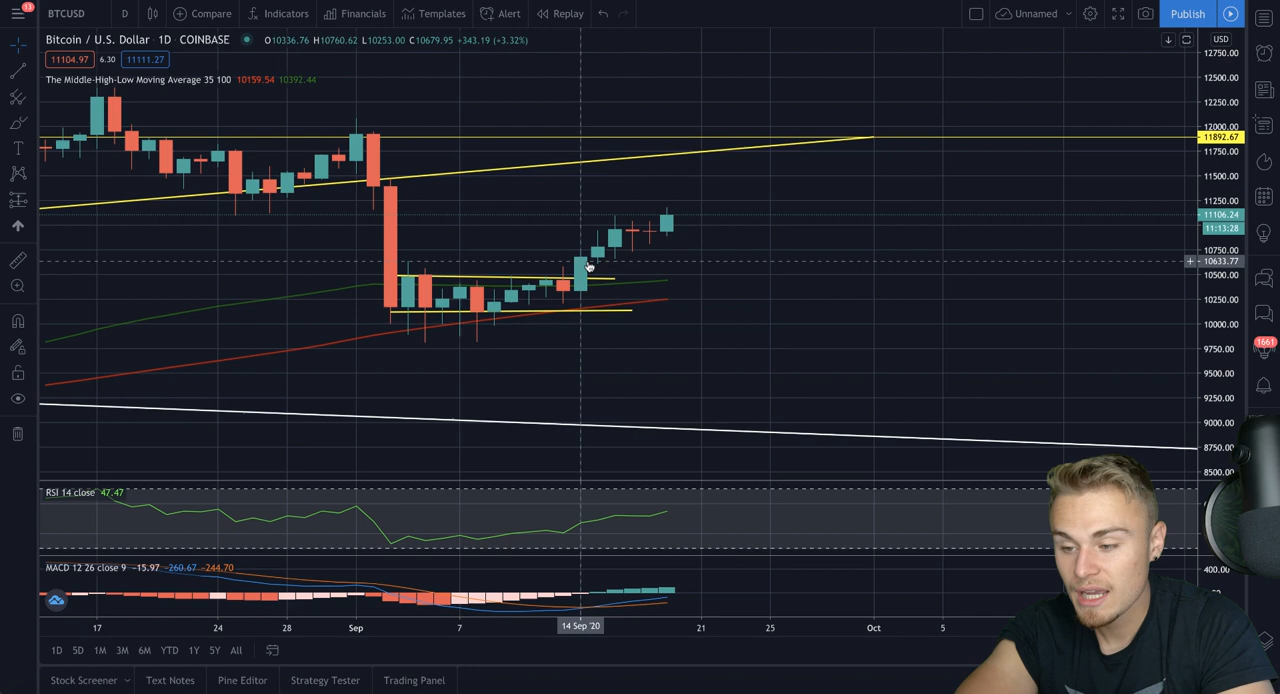 13
BTCUSD D Compare Indicators Financials Templates Alert Replay Unnamed Publish
Bitcoin / U.S. Dollar · 1D · COINBASE O10336.76 H10760.62 L10253.00 C10679.95 +343.19 (+3.32%)
11104.97 6.30 11111.27
The Middle-High-Low Moving Average 35 100 10159.54 10392.44
USD
12750.00
12500.00
12250.00
12000.00
11892.67
11750.00
11500.00
11250.00
11106.24
11:13:28
10750.00
10633.77
10500.00
10250.00
10000.00
9750.00
9500.00
9250.00
9000.00
8750.00
8500.00
1661
RSI 14 close 47.47
MACD 12 26 close 9 −15.97 −260.67 −244.70
400.00
17 24 28 Sep 7 14 Sep '20 21 25 Oct 5
1D 5D 1M 3M 6M YTD 1Y 5Y All
Stock Screener Text Notes Pine Editor Strategy Tester Trading Panel